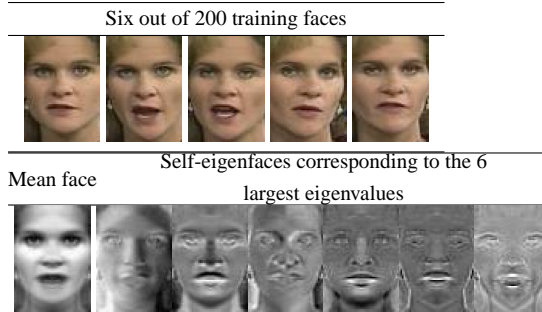 Six out of 200 training faces
Self-eigenfaces corresponding to the 6
Mean face
largest eigenvalues